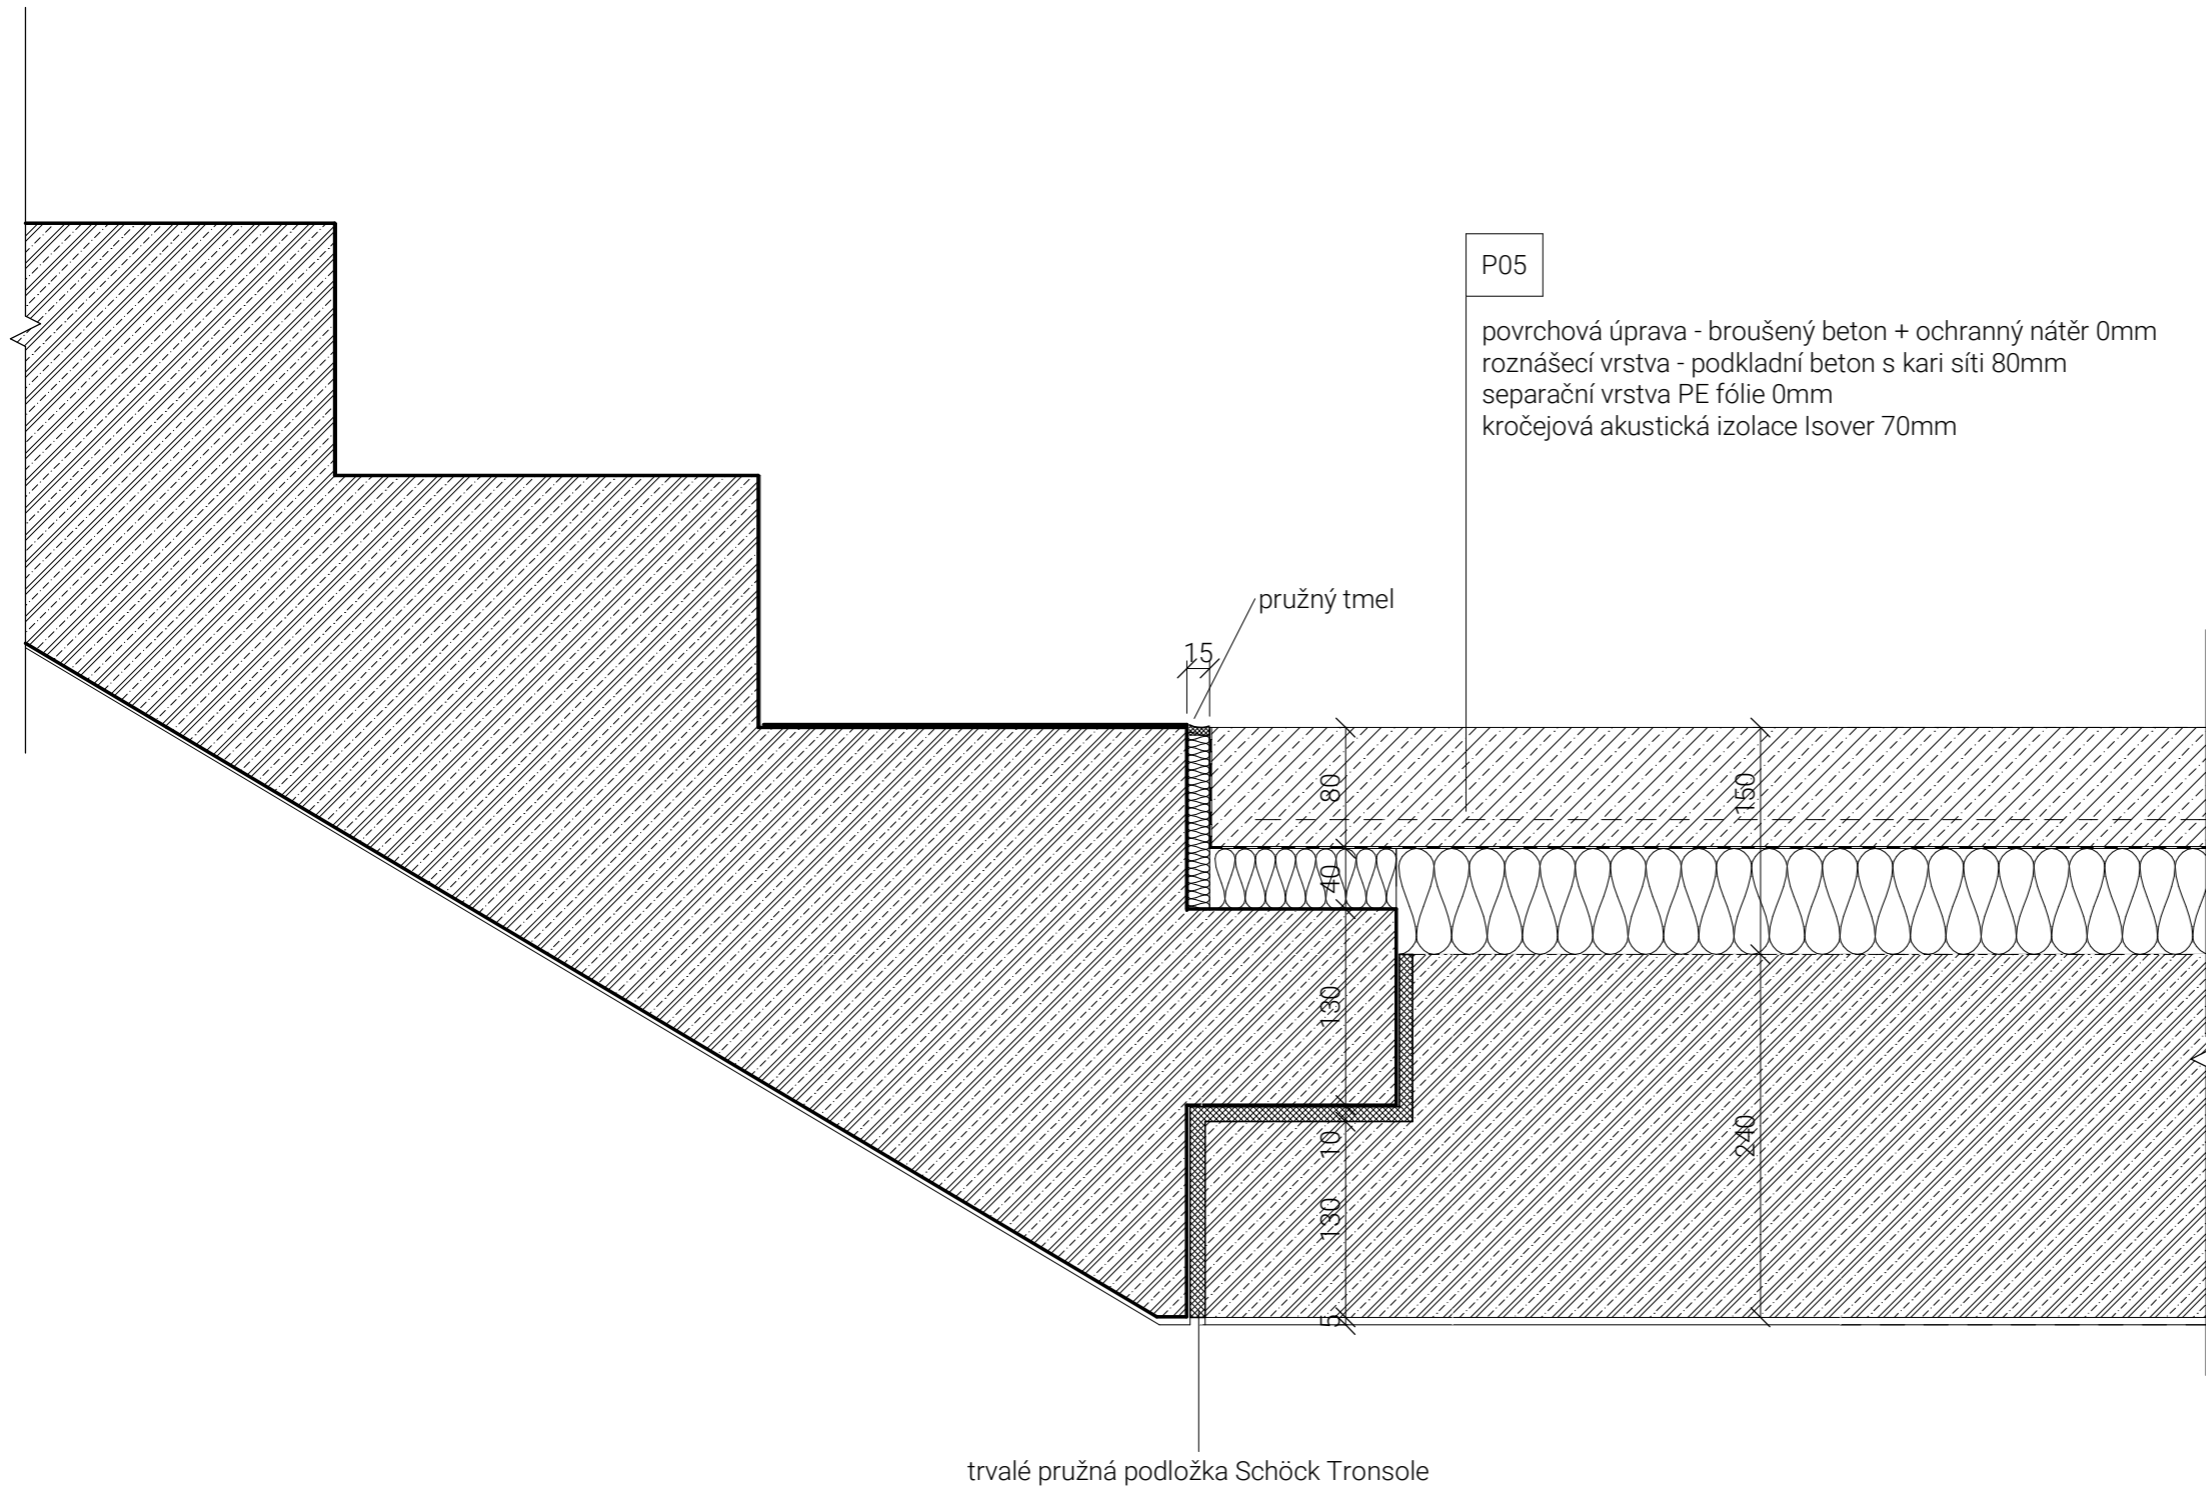 P05
povrchová úprava - broušený beton + ochranný nátěr 0mm
roznášecí vrstva - podkladní beton s kari síti 80mm
separační vrstva PE fólie 0mm
kročejová akustická izolace Isover 70mm
pružný tmel
15
80
150
40
130
10
240
130
5
trvalé pružná podložka Schöck Tronsole